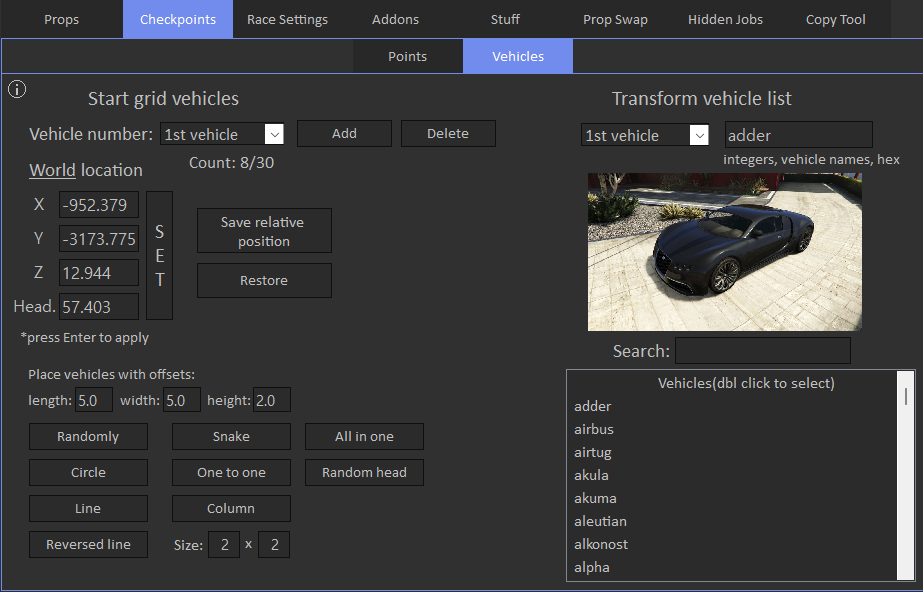 Props Checkpoints Race Settings Addons Stuff Prop Swap Hidden Jobs Copy Tool
Points Vehicles
i
Start grid vehicles
Vehicle number: 1st vehicle Add Delete
Count: 8/30
World location
X -952.379
Y -3173.775
Z 12.944
Head. 57.403
S
E
T
Save relative
position
Restore
*press Enter to apply
Place vehicles with offsets:
length: 5.0 width: 5.0 height: 2.0
Randomly Snake All in one
Circle One to one Random head
Line Column
Reversed line Size: 2 x 2
Transform vehicle list
1st vehicle adder
integers, vehicle names, hex
Search:
Vehicles(dbl click to select)
adder
airbus
airtug
akula
akuma
aleutian
alkonost
alpha